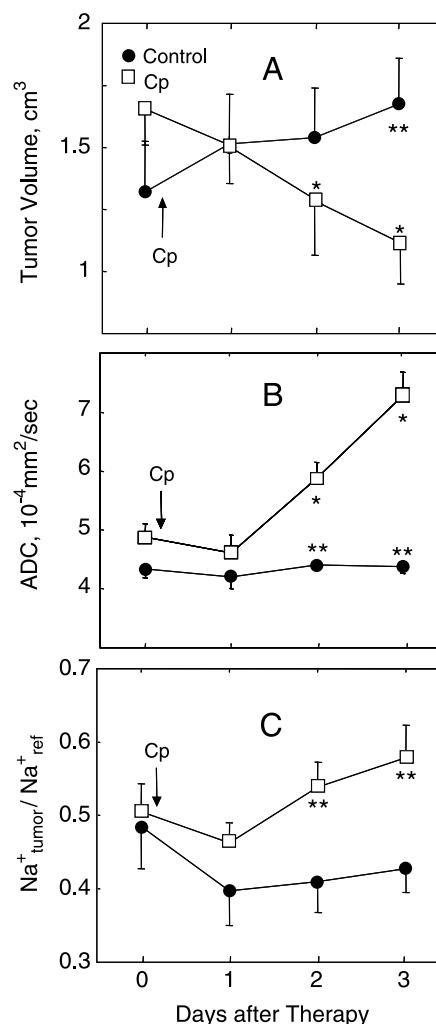 2
● Control
□ Cp
A
Tumor Volume, cm³
1.5
**
*
Cp
*
1
B
7
ADC, 10⁻⁴mm²/sec
Cp
*
6
*
5
**
**
4
0.7
C
Na⁺tumor / Na⁺ref
Cp
0.6
**
**
0.5
0.4
0.3
0 1 2 3
Days after Therapy